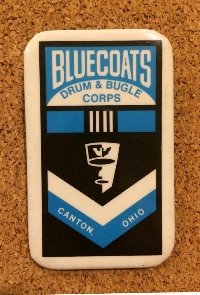 BLUECOATS
DRUM & BUGLE
CORPS
CANTON, OHIO